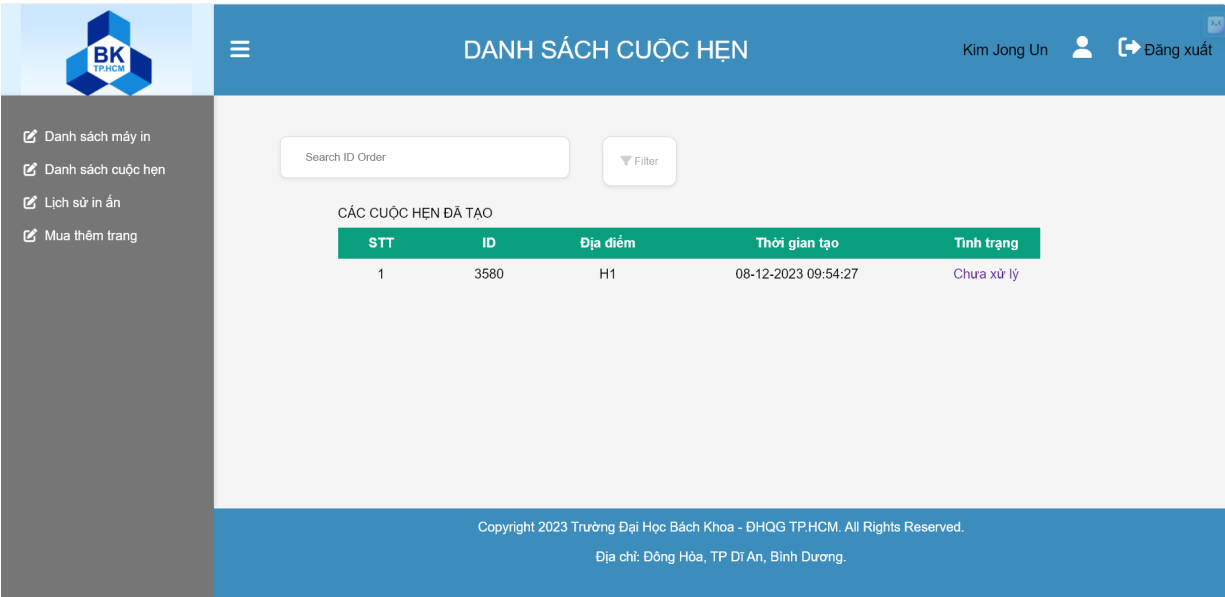 BK
TP.HCM
DANH SÁCH CUỘC HẸN
Kim Jong Un
Đăng xuất
Danh sách máy in
Danh sách cuộc hẹn
Lịch sử in ấn
Mua thêm trang
Search ID Order
Filter
CÁC CUỘC HẸN ĐÃ TẠO
STT ID Địa điểm Thời gian tạo Tình trạng
1 3580 H1 08-12-2023 09:54:27 Chưa xử lý
Copyright 2023 Trường Đại Học Bách Khoa - ĐHQG TP.HCM. All Rights Reserved.
Địa chỉ: Đông Hòa, TP Dĩ An, Bình Dương.